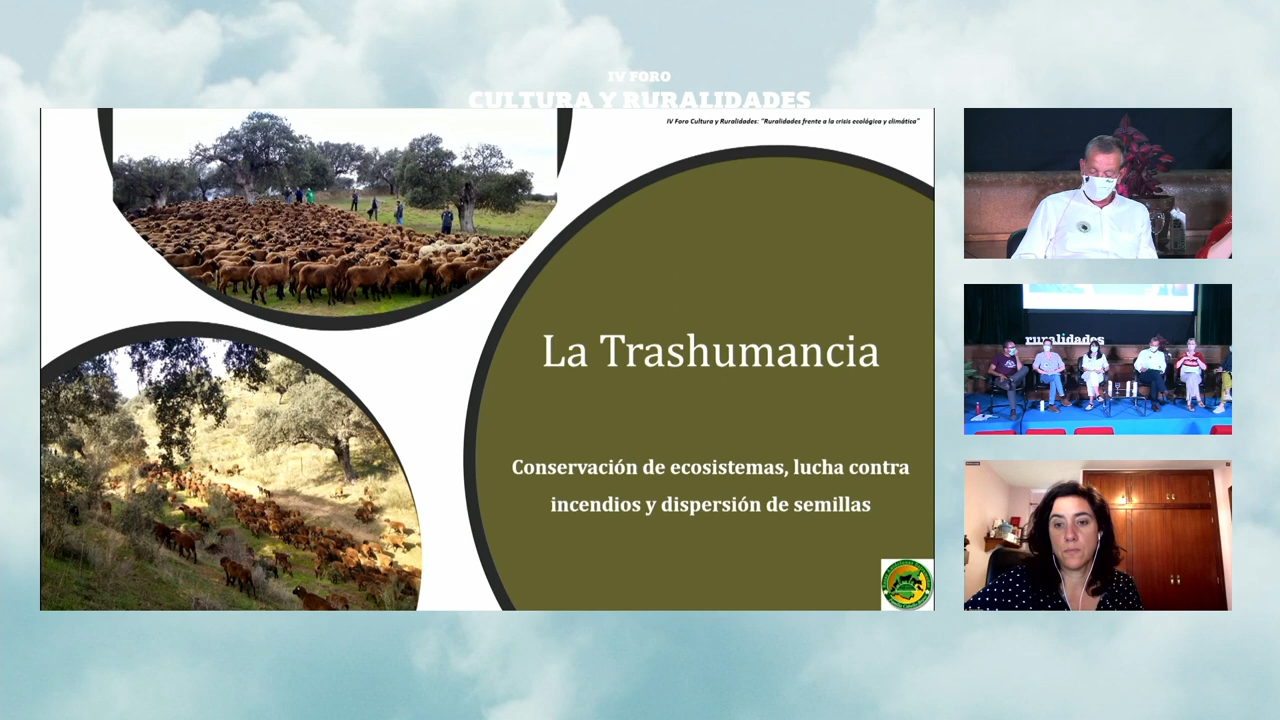 IV FORO
CULTURA Y RURALIDADES
IV Foro Cultura y Ruralidades: "Ruralidades frente a la crisis ecológica y climática"
La Trashumancia
Conservación de ecosistemas, lucha contra
incendios y dispersión de semillas
ruralidades